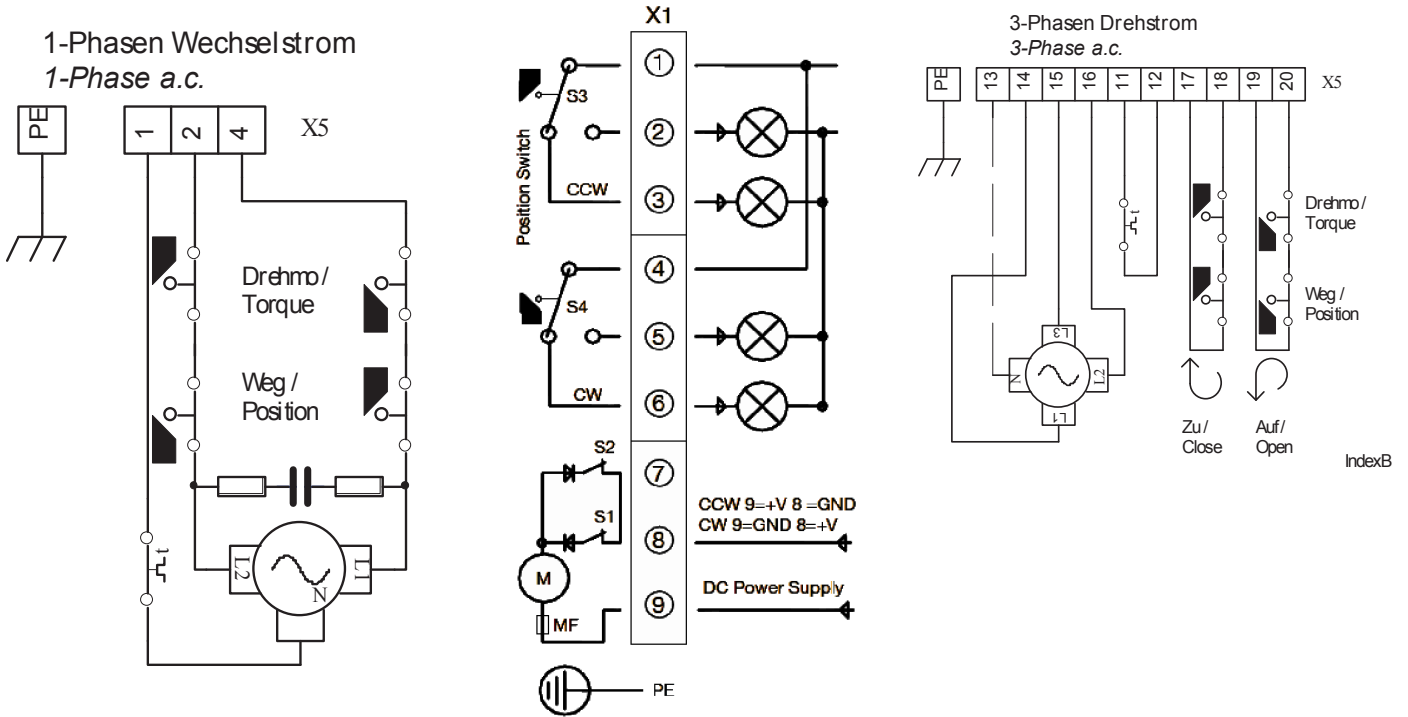 1-Phasen Wechselstrom
1-Phase a.c.
PE
1 2 4 X5
Drehmo /
Torque
Weg /
Position
t
L2 N L1
X1
Position Switch
1
S3
2
CCW
3
4
S4
5
CW
6
S2
7
S1
CCW 9=+V 8 =GND
CW 9=GND 8=+V
8
M
DC Power Supply
9
MF
PE
3-Phasen Drehstrom
3-Phase a.c.
PE
13 14 15 16 11 12 17 18 19 20 X5
Drehmo /
Torque
t
Weg /
Position
L3
N
L2
L1
Zu /
Close
Auf /
Open
IndexB